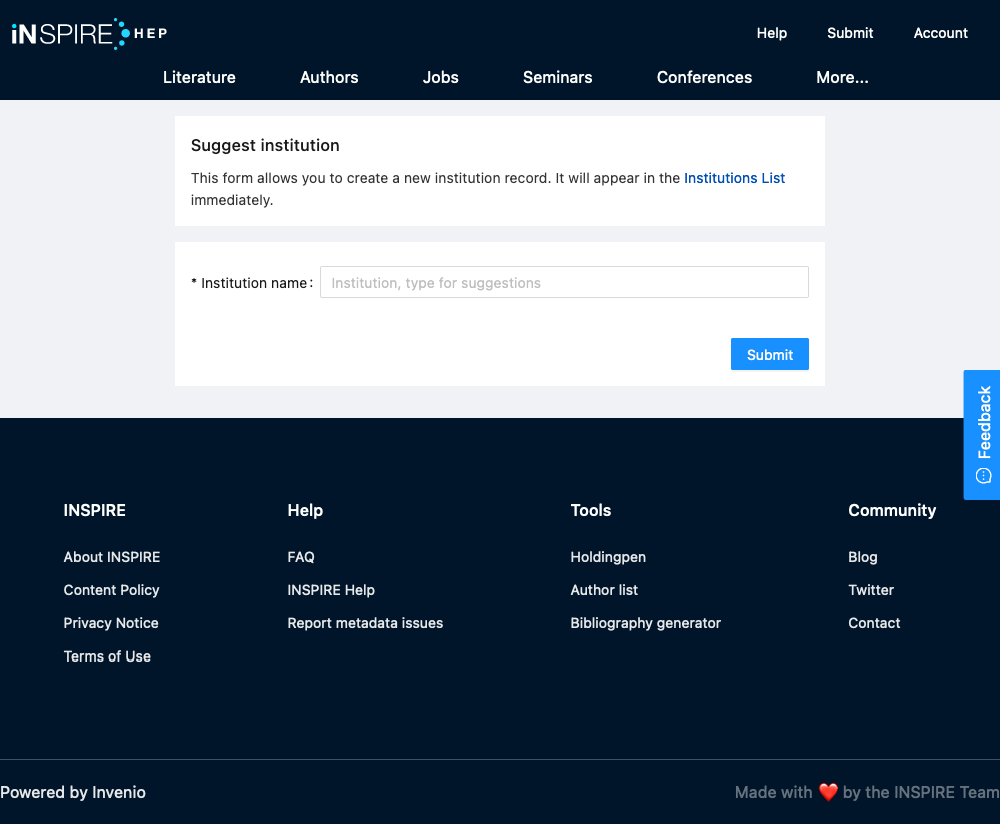 iNSPIRE HEP
Help Submit Account
Literature Authors Jobs Seminars Conferences More...
Suggest institution
This form allows you to create a new institution record. It will appear in the Institutions List
immediately.
* Institution name: Institution, type for suggestions
Submit
Feedback
INSPIRE
About INSPIRE
Content Policy
Privacy Notice
Terms of Use
Help
FAQ
INSPIRE Help
Report metadata issues
Tools
Holdingpen
Author list
Bibliography generator
Community
Blog
Twitter
Contact
Powered by Invenio
Made with ❤️ by the INSPIRE Team